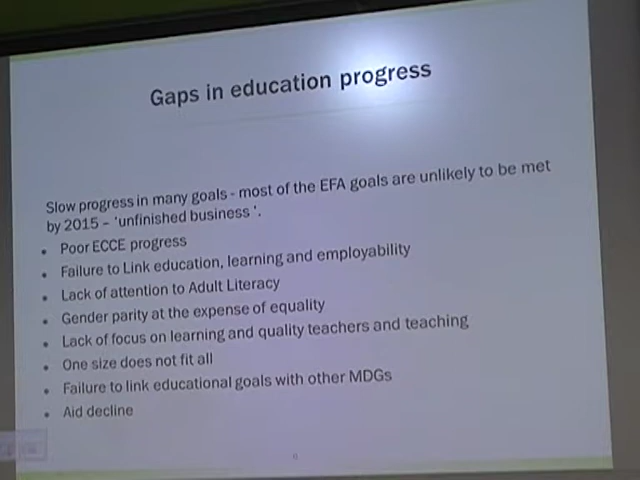 Gaps in education progress
Slow progress in many goals - most of the EFA goals are unlikely to be met
by 2015 – 'unfinished business '.
• Poor ECCE progress
• Failure to Link education, learning and employability
• Lack of attention to Adult Literacy
• Gender parity at the expense of equality
• Lack of focus on learning and quality teachers and teaching
• One size does not fit all
• Failure to link educational goals with other MDGs
• Aid decline